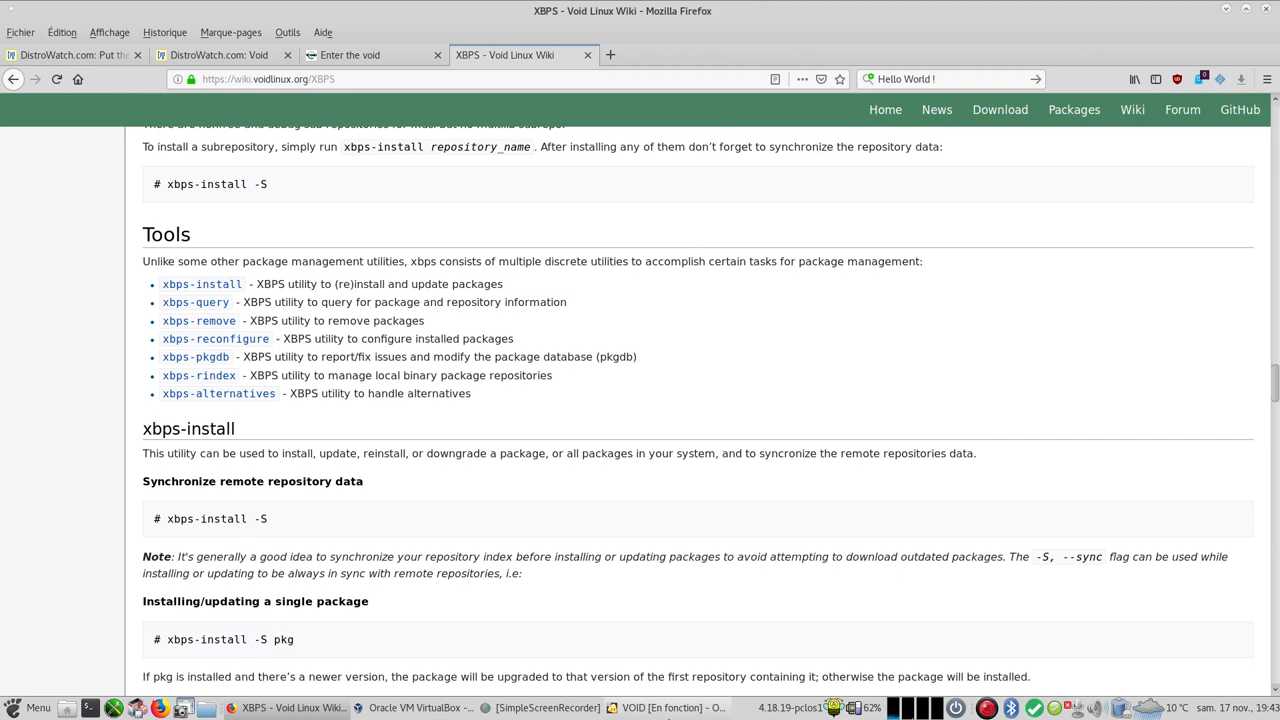 XBPS - Void Linux Wiki - Mozilla Firefox
Fichier Édition Affichage Historique Marque-pages Outils Aide
DistroWatch.com: Put the DistroWatch.com: Void Enter the void XBPS - Void Linux Wiki
https://wiki.voidlinux.org/XBPS Hello World !
Home News Download Packages Wiki Forum GitHub
To install a subrepository, simply run xbps-install repository_name . After installing any of them don't forget to synchronize the repository data:
# xbps-install -S
Tools
Unlike some other package management utilities, xbps consists of multiple discrete utilities to accomplish certain tasks for package management:
• xbps-install - XBPS utility to (re)install and update packages
• xbps-query - XBPS utility to query for package and repository information
• xbps-remove - XBPS utility to remove packages
• xbps-reconfigure - XBPS utility to configure installed packages
• xbps-pkgdb - XBPS utility to report/fix issues and modify the package database (pkgdb)
• xbps-rindex - XBPS utility to manage local binary package repositories
• xbps-alternatives - XBPS utility to handle alternatives
xbps-install
This utility can be used to install, update, reinstall, or downgrade a package, or all packages in your system, and to syncronize the remote repositories data.
Synchronize remote repository data
# xbps-install -S
Note: It's generally a good idea to synchronize your repository index before installing or updating packages to avoid attempting to download outdated packages. The -S, --sync flag can be used while
installing or updating to be always in sync with remote repositories, i.e:
Installing/updating a single package
# xbps-install -S pkg
If pkg is installed and there's a newer version, the package will be upgraded to that version of the first repository containing it; otherwise the package will be installed.
Menu XBPS - Void Linux Wiki... Oracle VM VirtualBox - ... [SimpleScreenRecorder] VOID [En fonction] - O... 4.18.19-pclos1 62% 10 °C sam. 17 nov., 19:43